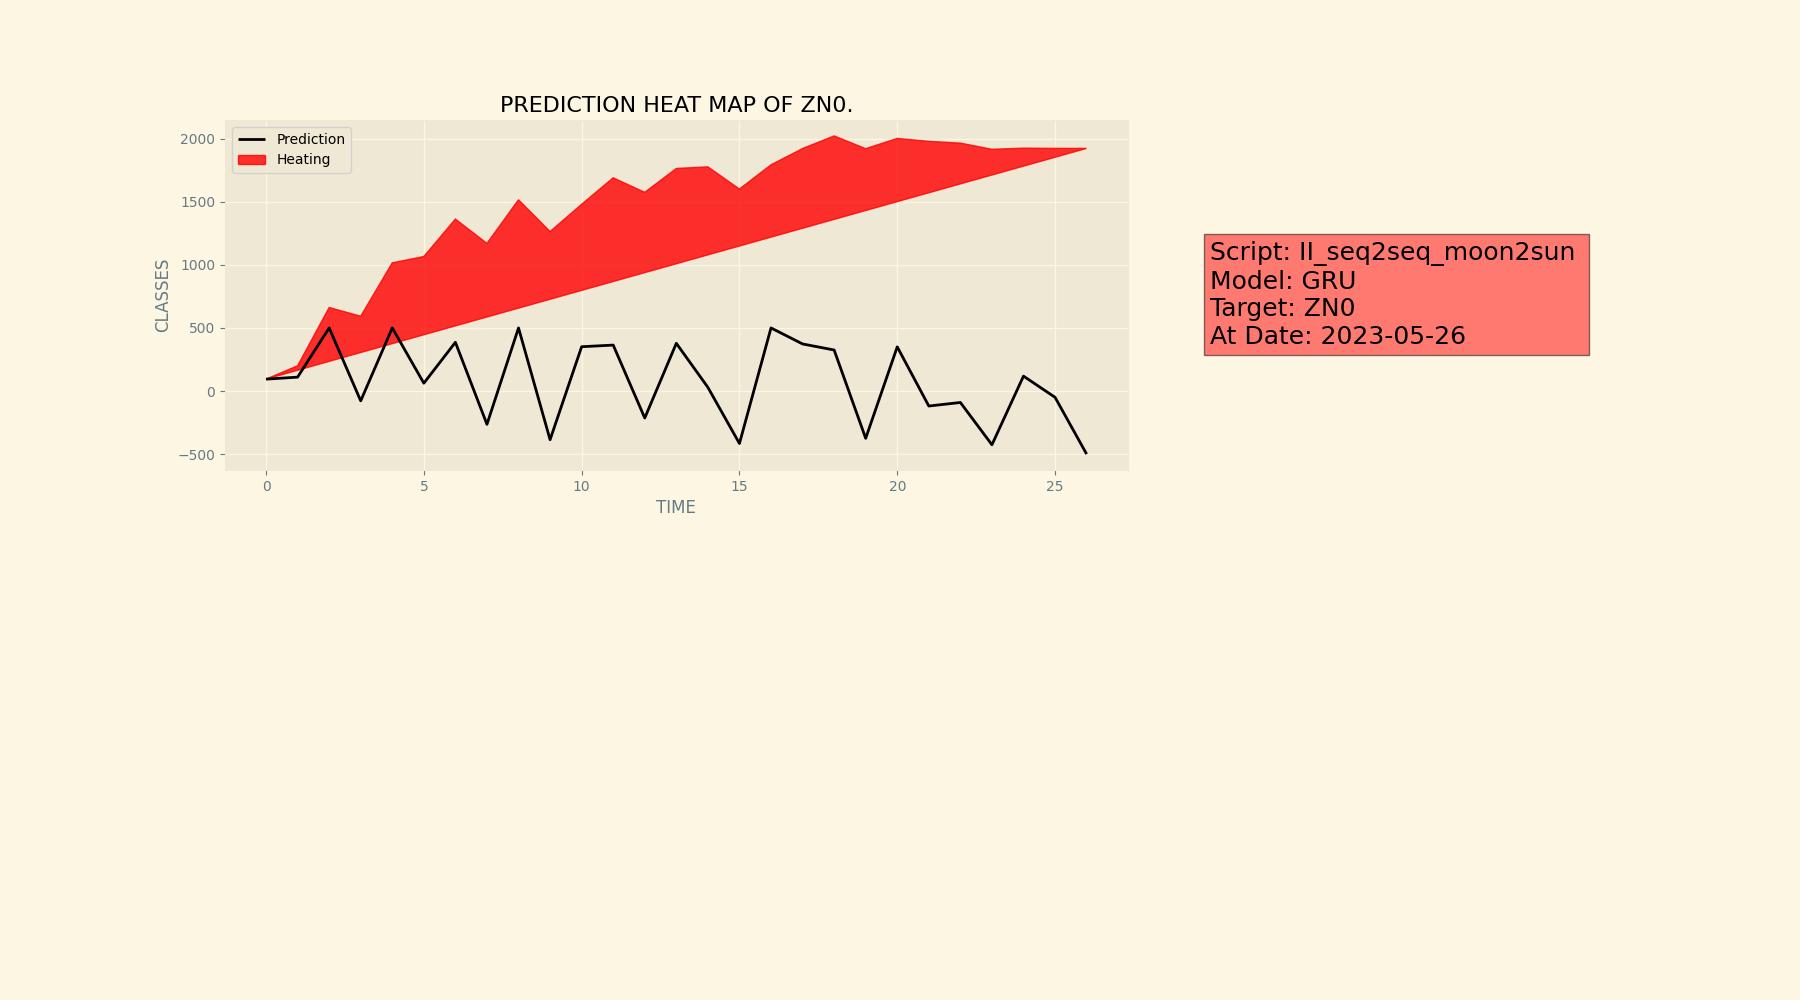 PREDICTION HEAT MAP OF ZN0.
Prediction
Heating
2000
1500
1000
500
0
−500
CLASSES
0 5 10 15 20 25
TIME
Script: II_seq2seq_moon2sun
Model: GRU
Target: ZN0
At Date: 2023-05-26